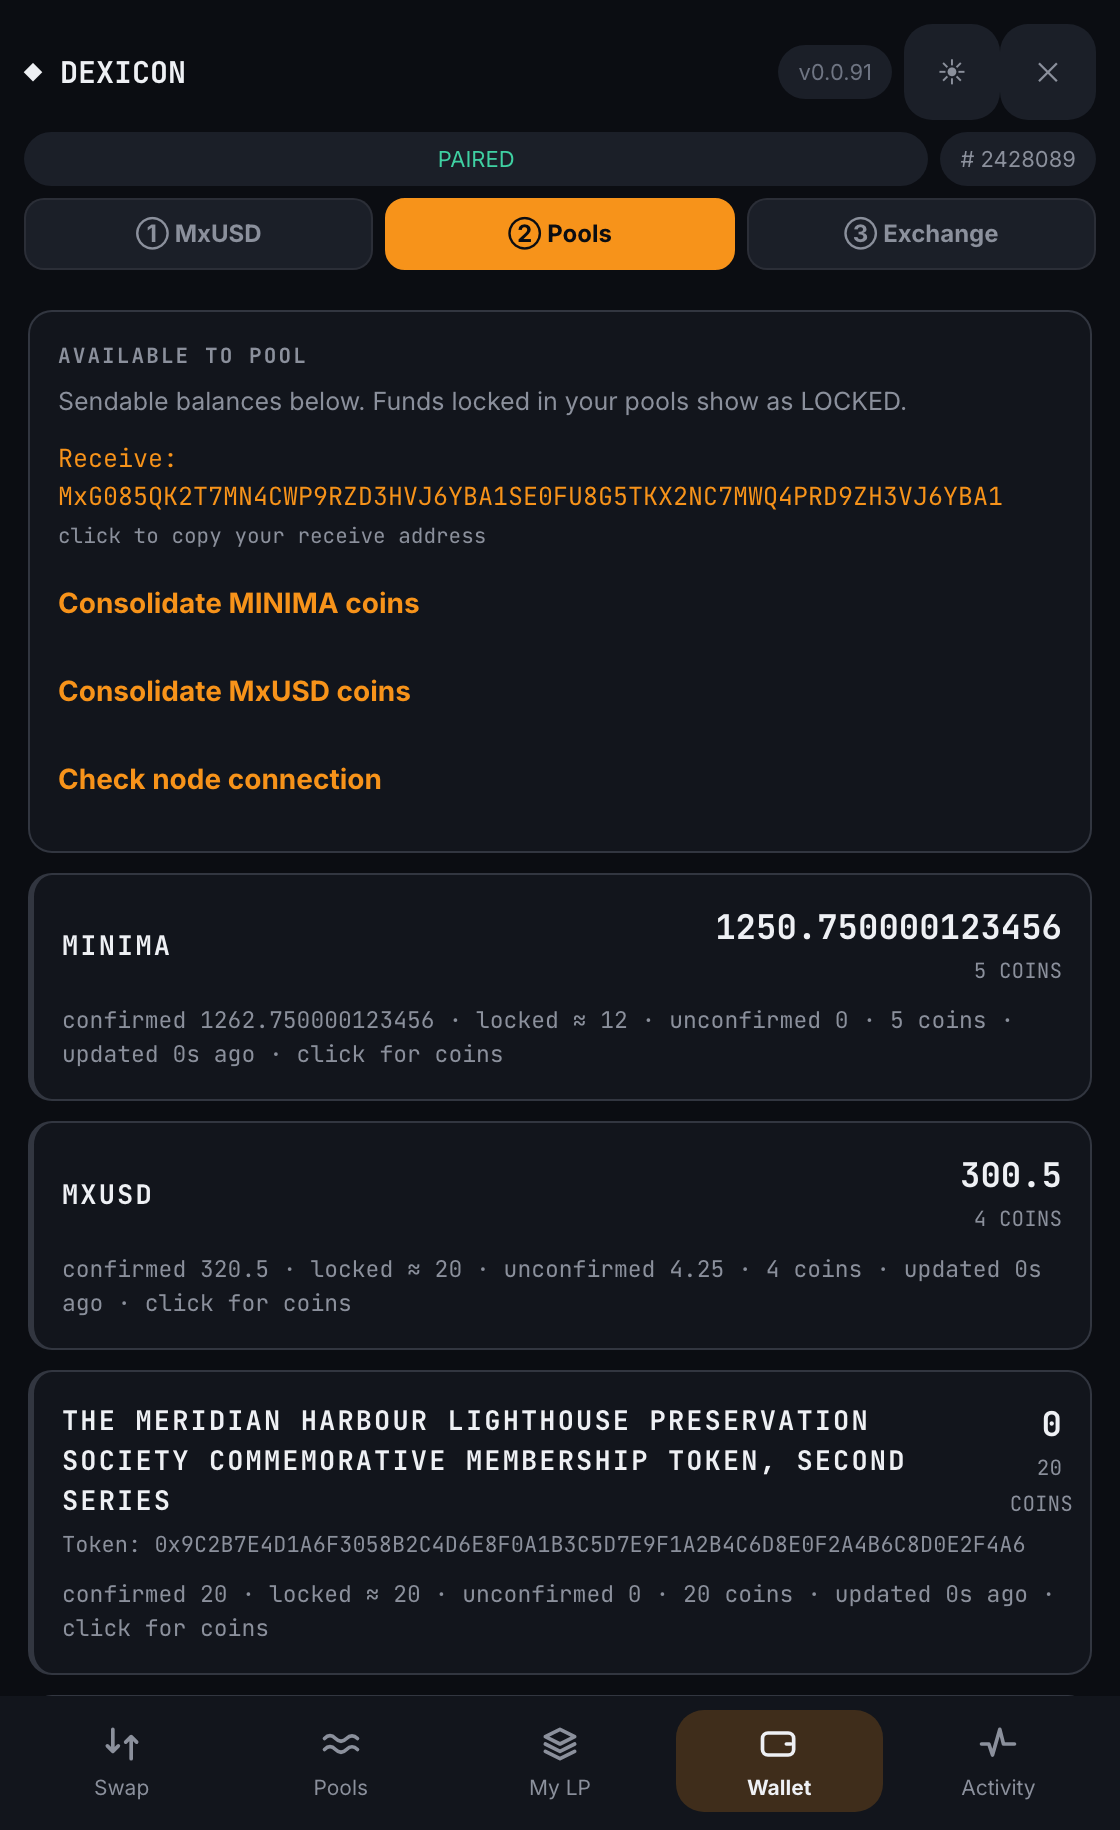 ◆ DEXICON
v0.0.91
PAIRED
# 2428089
① MxUSD
② Pools
③ Exchange
AVAILABLE TO POOL
Sendable balances below. Funds locked in your pools show as LOCKED.
Receive:
MxG085QK2T7MN4CWP9RZD3HVJ6YBA1SE0FU8G5TKX2NC7MWQ4PRD9ZH3VJ6YBA1
click to copy your receive address
Consolidate MINIMA coins
Consolidate MxUSD coins
Check node connection
MINIMA
1250.750000123456
5 COINS
confirmed 1262.750000123456 · locked ≈ 12 · unconfirmed 0 · 5 coins ·
updated 0s ago · click for coins
MXUSD
300.5
4 COINS
confirmed 320.5 · locked ≈ 20 · unconfirmed 4.25 · 4 coins · updated 0s
ago · click for coins
THE MERIDIAN HARBOUR LIGHTHOUSE PRESERVATION
SOCIETY COMMEMORATIVE MEMBERSHIP TOKEN, SECOND
SERIES
0
20
COINS
Token: 0x9C2B7E4D1A6F3058B2C4D6E8F0A1B3C5D7E9F1A2B4C6D8E0F2A4B6C8D0E2F4A6
confirmed 20 · locked ≈ 20 · unconfirmed 0 · 20 coins · updated 0s ago ·
click for coins
Swap
Pools
My LP
Wallet
Activity